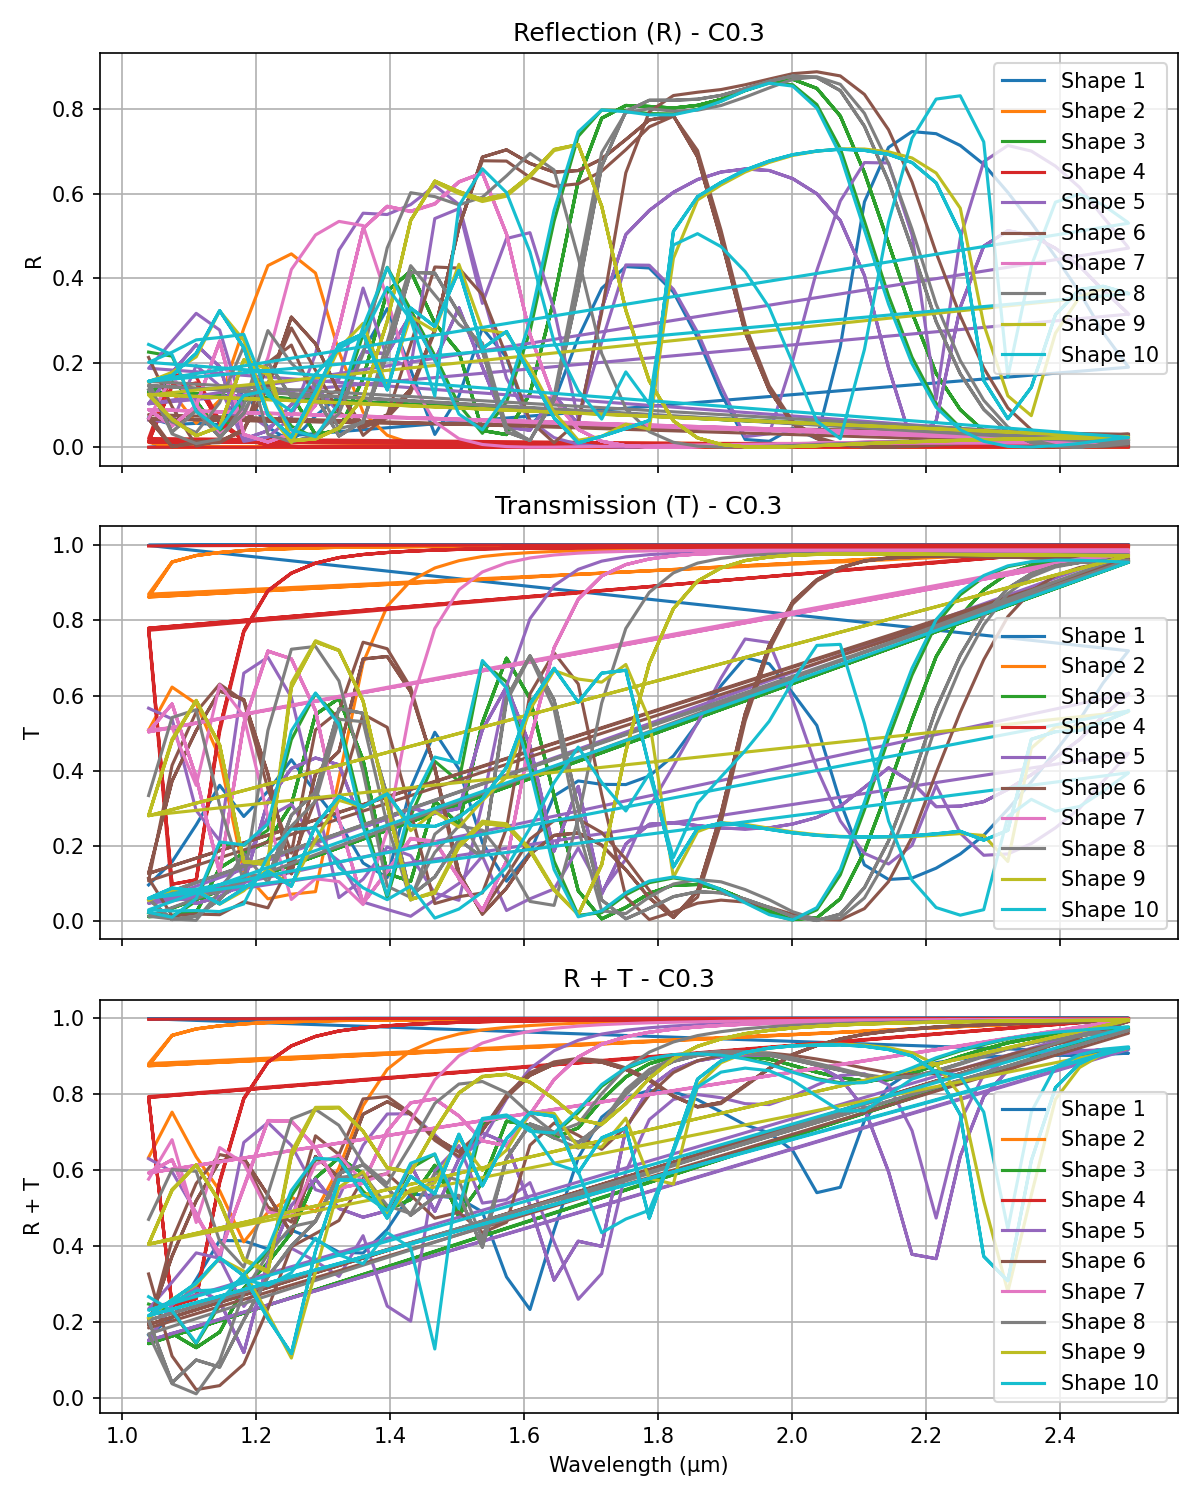 Reflection (R) - C0.3
0.8
0.6
0.4
0.2
0.0
R
Shape 1
Shape 2
Shape 3
Shape 4
Shape 5
Shape 6
Shape 7
Shape 8
Shape 9
Shape 10
Transmission (T) - C0.3
1.0
0.8
0.6
0.4
0.2
0.0
T
Shape 1
Shape 2
Shape 3
Shape 4
Shape 5
Shape 6
Shape 7
Shape 8
Shape 9
Shape 10
R + T - C0.3
1.0
0.8
0.6
0.4
0.2
0.0
R + T
Shape 1
Shape 2
Shape 3
Shape 4
Shape 5
Shape 6
Shape 7
Shape 8
Shape 9
Shape 10
1.0 1.2 1.4 1.6 1.8 2.0 2.2 2.4
Wavelength (μm)